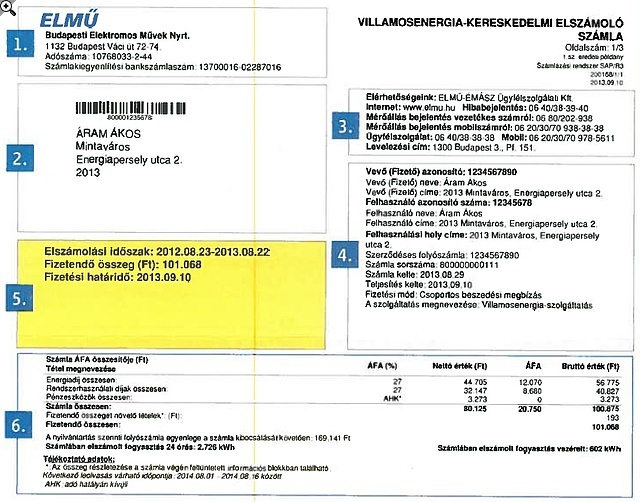 ELMŰ
1.
Budapesti Elektromos Művek Nyrt.
1132 Budapest Váci út 72-74.
Adószáma: 10768033-2-44
Számlakiegyenlítési bankszámlaszám: 13700016-02287016
VILLAMOSENERGIA-KERESKEDELMI ELSZÁMOLÓ
SZÁMLA
Oldalszám: 1/3
1.sz. eredeti példány
Számlázási rendszer SAP/R3
200168/1/1
2013.09.10
2.
800001235678
ÁRAM ÁKOS
Mintaváros
Energiapersely utca 2.
2013
3.
Elérhetőségeink: ELMŰ-ÉMÁSZ Ügyfélszolgálati Kft.
Internet: www.elmu.hu Hibabejelentés: 06 40/38-39-40
Mérőállás bejelentés vezetékes számról: 06 80/202-938
Mérőállás bejelentés mobilszámról: 06 20/30/70 938-38-38
Ügyfélszolgálat: 06 40/38-38-38 Mobil: 06 20/30/70 978-5611
Levelezési cím: 1300 Budapest 3., Pf. 151.
4.
Vevő (Fizető) azonosító: 1234567890
Vevő (Fizető) neve: Áram Ákos
Vevő (Fizető) címe: 2013 Mintaváros, Energiapersely utca 2.
Felhasználó azonosító száma: 12345678
Felhasználó neve: Áram Ákos
Felhasználó címe: 2013 Mintaváros, Energiapersely utca 2.
Felhasználási hely címe: 2013 Mintaváros, Energiapersely
utca 2.
Szerződéses folyószámla: 1234567890
Számla sorszáma: 800000000111
Számla kelte: 2013.08.29
Teljesítés kelte: 2013.09.10
Fizetési mód: Csoportos beszedési megbízás
A szolgáltatás megnevezése: Villamosenergia-szolgáltatás
5.
Elszámolási időszak: 2012.08.23-2013.08.22
Fizetendő összeg (Ft): 101.068
Fizetési határidő: 2013.09.10
6.
Számla ÁFA összesítője (Ft)
Tétel megnevezése ÁFA (%) Nettó érték (Ft) ÁFA Bruttó érték (Ft)
Energiadíj összesen: 27 44 705 12.070 56 775
Rendszerhasználati díjak összesen: 27 32 147 8.680 40.827
Pénzeszközök összesen: AHK* 3.273 0 3.273
Számla összesen: 80.125 20.750 100.875
Fizetendő összeget növelő tételek*: (Ft): 193
Fizetendő összesen: 101.068
A nyilvántartás szerinti folyószámla egyenlege a számla kibocsátását követően: 169.141 Ft
Számlában elszámolt fogyasztás 24 órás: 2.726 kWh Számlában elszámolt fogyasztás vezérelt: 602 kWh
Tájékoztató adatok:
*: Az összeg részletezése a számla végén feltüntetett információs blokkban található.
Következő leolvasás várható időpontja: 2014.08.01 - 2014.08.16 között
AHK: adó hatályán kívüli